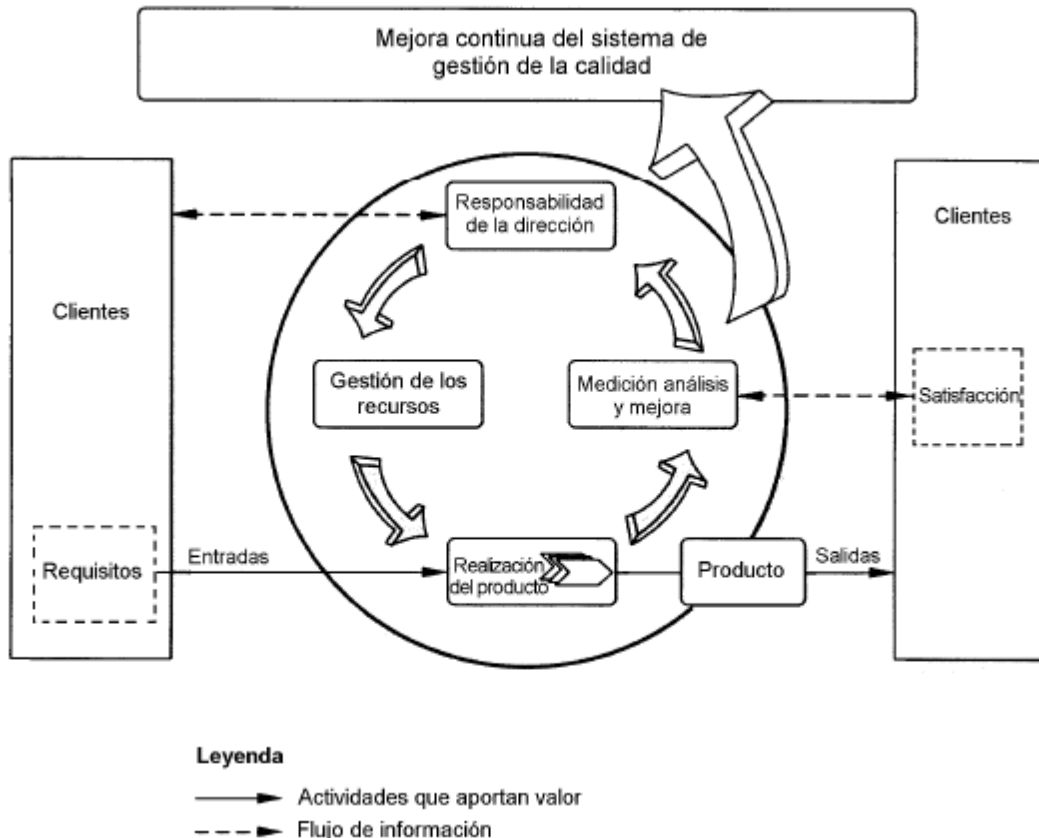 Mejora continua del sistema de
gestión de la calidad
Responsabilidad
de la dirección
Clientes
Clientes
Gestión de los
recursos
Medición análisis
y mejora
Satisfacción
Requisitos
Entradas
Realización
del producto
Producto
Salidas
Leyenda
Actividades que aportan valor
Flujo de información